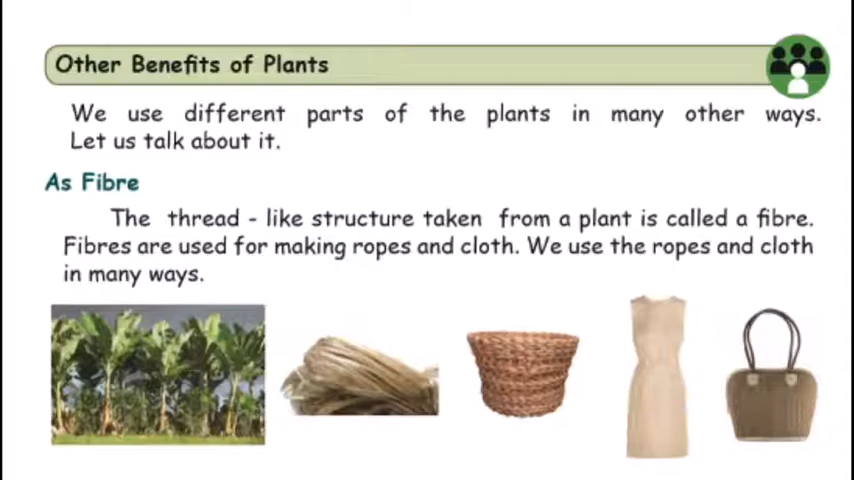 Other Benefits of Plants
We use different parts of the plants in many other ways.
Let us talk about it.
As Fibre
The thread - like structure taken from a plant is called a fibre.
Fibres are used for making ropes and cloth. We use the ropes and cloth
in many ways.